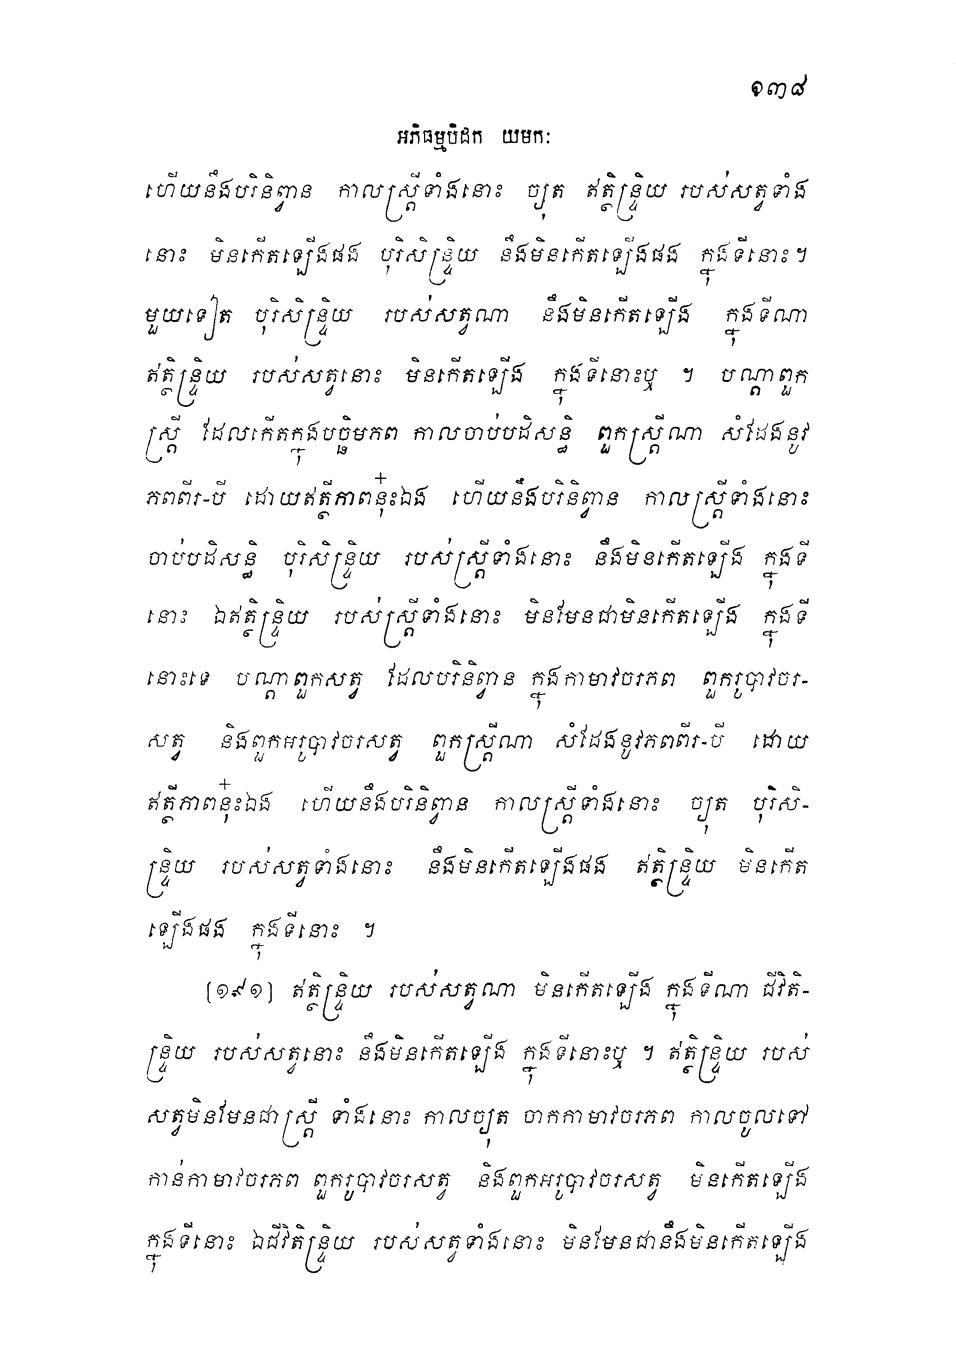 ១៣៨
អភិធម្មបិដក យមកៈ
ហើយនឹងបរិនិព្វាន កាលស្ត្រីទាំងនោះ ច្យុត ឥត្ថិន្ទ្រិយ របស់សត្វទាំង
នោះ មិនកើតឡើងផង បុរិសិន្ទ្រិយ នឹងមិនកើតឡើងផង ក្នុងទីនោះ។
មួយទៀត បុរិសិន្ទ្រិយ របស់សត្វណា នឹងមិនកើតឡើង ក្នុងទីណា
ឥត្ថិន្ទ្រិយ របស់សត្វនោះ មិនកើតឡើង ក្នុងទីនោះឬ ។ បណ្តាពួក
ស្ត្រី ដែលកើតក្នុងបច្ឆិមភព កាលចាប់បដិសន្ធិ ពួកស្ត្រីណា សំដែងនូវ
ភពពីរ-បី ដោយឥត្ថីភាពនុ៎ះឯង ហើយនឹងបរិនិព្វាន កាលស្ត្រីទាំងនោះ
ចាប់បដិសន្ធិ បុរិសិន្ទ្រិយ របស់ស្ត្រីទាំងនោះ នឹងមិនកើតឡើង ក្នុងទី
នោះ ឯឥត្ថិន្ទ្រិយ របស់ស្ត្រីទាំងនោះ មិនមែនជាមិនកើតឡើង ក្នុងទី
នោះទេ បណ្តាពួកសត្វ ដែលបរិនិព្វាន ក្នុងកាមាវចរភព ពួករូបាវចរ-
សត្វ និងពួកអរូបាវចរសត្វ ពួកស្ត្រីណា សំដែងនូវភពពីរ-បី ដោយ
ឥត្ថីភាពនុ៎ះឯង ហើយនឹងបរិនិព្វាន កាលស្ត្រីទាំងនោះ ច្យុត បុរិសិ-
ន្ទ្រិយ របស់សត្វទាំងនោះ នឹងមិនកើតឡើងផង ឥត្ថិន្ទ្រិយ មិនកើត
ឡើងផង ក្នុងទីនោះ ។
(១៩១) ឥត្ថិន្ទ្រិយ របស់សត្វណា មិនកើតឡើង ក្នុងទីណា ជីវិតិ-
ន្ទ្រិយ របស់សត្វនោះ នឹងមិនកើតឡើង ក្នុងទីនោះឬ ។ ឥត្ថិន្ទ្រិយ របស់
សត្វមិនមែនជាស្ត្រី ទាំងនោះ កាលច្យុត ចាកកាមាវចរភព កាលចូលទៅ
កាន់កាមាវចរភព ពួករូបាវចរសត្វ និងពួកអរូបាវចរសត្វ មិនកើតឡើង
ក្នុងទីនោះ ឯជីវិតិន្ទ្រិយ របស់សត្វទាំងនោះ មិនមែនជានឹងមិនកើតឡើង